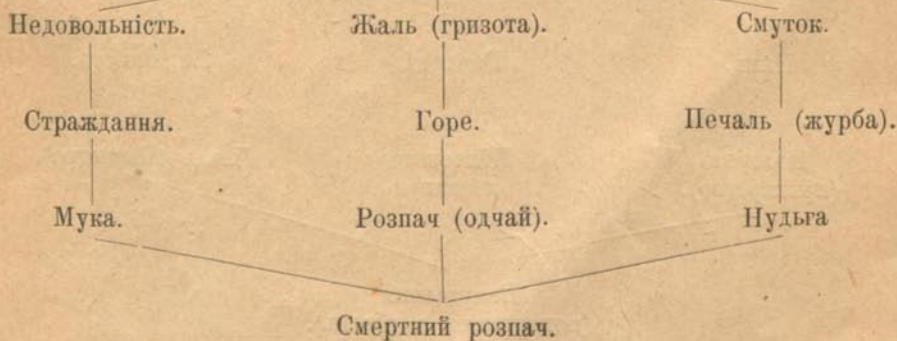 Недовольність. Жаль (гризота). Смуток.
Страждання. Горе. Печаль (журба).
Мука. Розпач (одчай). Нудьга
Смертний розпач.